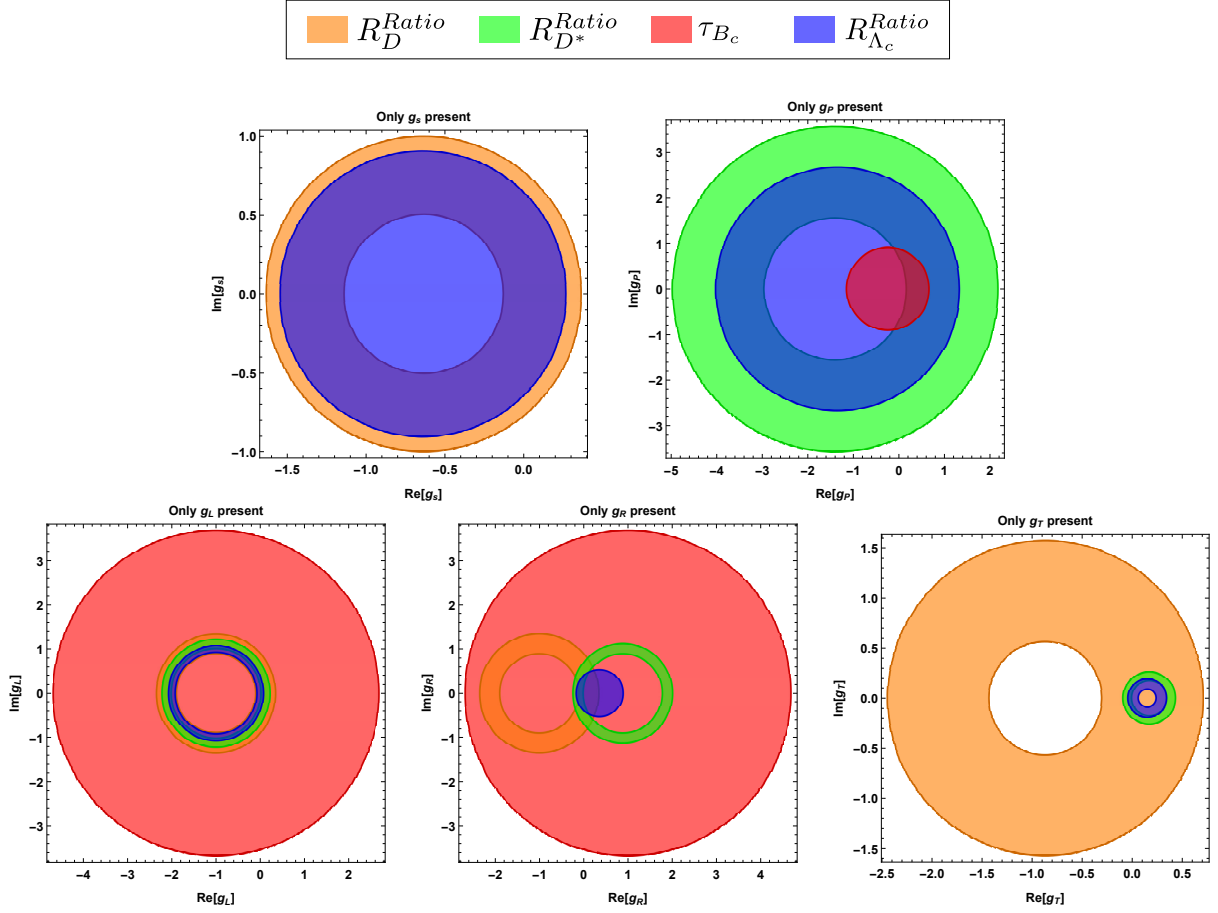 R_D^{Ratio} R_{D*}^{Ratio} τ_{B_c} R_{Λ_c}^{Ratio}
Only g_s present
Im[g_s]
1.0
0.5
0.0
−0.5
−1.0
−1.5 −1.0 −0.5 0.0
Re[g_s]
Only g_P present
Im[g_P]
3
2
1
0
−1
−2
−3
−5 −4 −3 −2 −1 0 1 2
Re[g_P]
Only g_L present
Im[g_L]
3
2
1
0
−1
−2
−3
−4 −3 −2 −1 0 1 2
Re[g_L]
Only g_R present
Im[g_R]
3
2
1
0
−1
−2
−3
−2 −1 0 1 2 3 4
Re[g_R]
Only g_T present
Im[g_T]
1.5
1.0
0.5
0.0
−0.5
−1.0
−1.5
−2.5 −2.0 −1.5 −1.0 −0.5 0.0 0.5
Re[g_T]